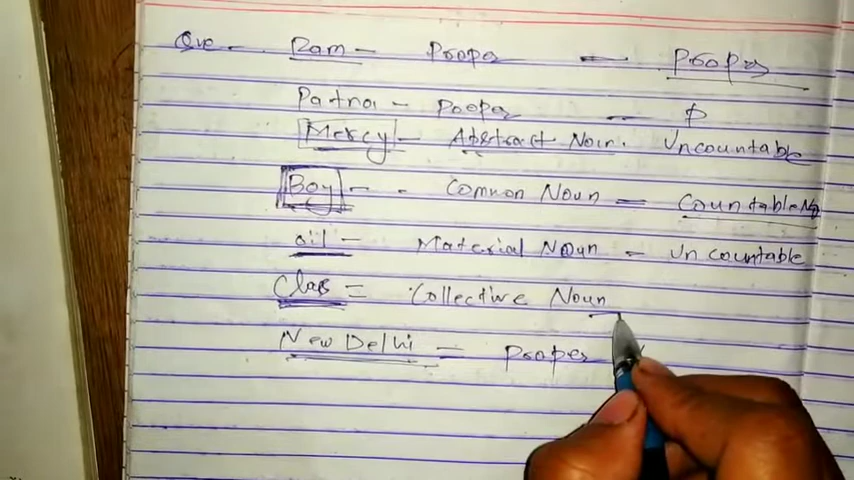 Que - Ram - Proper - Proper
Patna - Poeper - P
Mercy - Abstract Noun. Uncountable
Boy - - Common Noun = Countable N
oil - Material Noun = Uncountable
Class = Collective Noun
New Delhi = proper